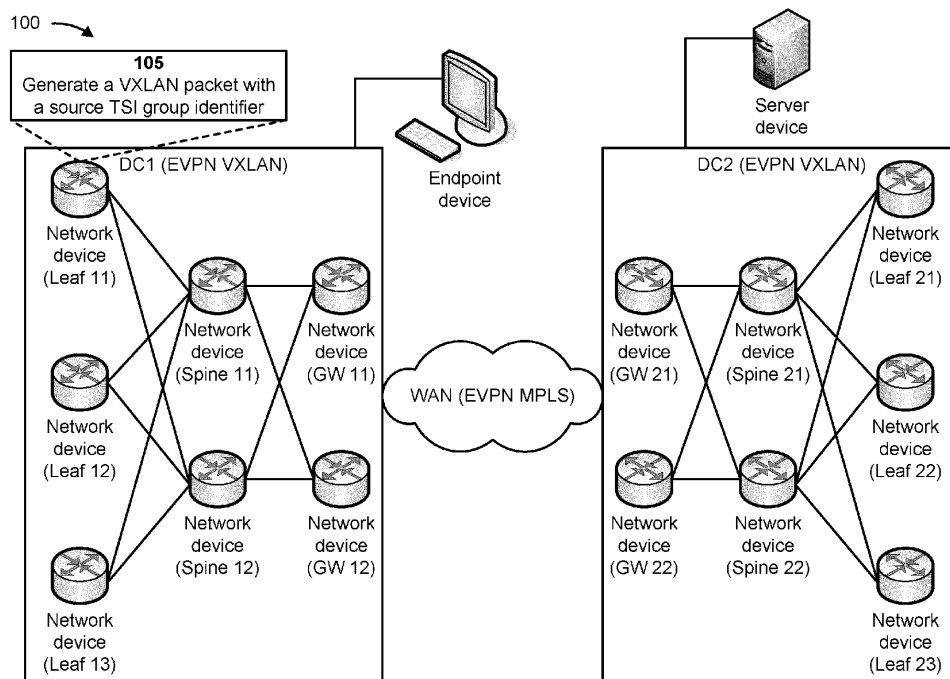 100
105
Generate a VXLAN packet with
a source TSI group identifier
Endpoint
device
Server
device
DC1 (EVPN VXLAN)
Network
device
(Leaf 11)
Network
device
(Spine 11)
Network
device
(GW 11)
Network
device
(Leaf 12)
Network
device
(Spine 12)
Network
device
(GW 12)
Network
device
(Leaf 13)
WAN (EVPN MPLS)
DC2 (EVPN VXLAN)
Network
device
(Leaf 21)
Network
device
(GW 21)
Network
device
(Spine 21)
Network
device
(Leaf 22)
Network
device
(GW 22)
Network
device
(Spine 22)
Network
device
(Leaf 23)